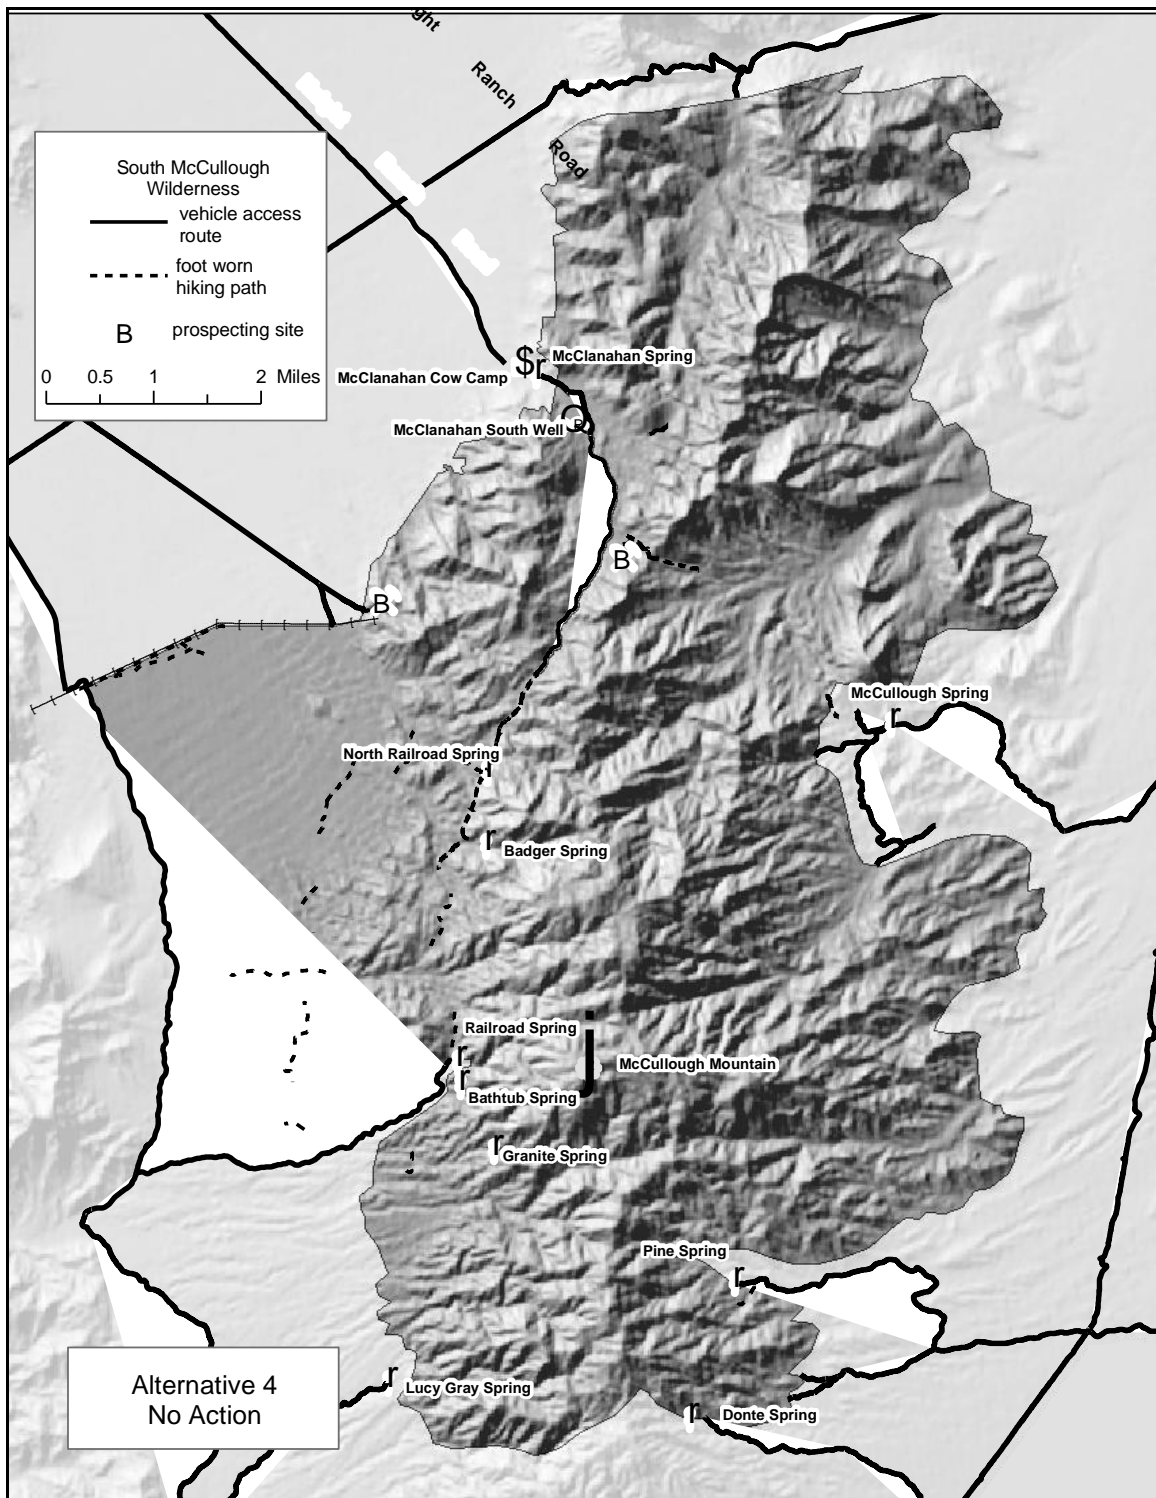 ght
Ranch
Road
South McCullough
Wilderness
vehicle access
route
foot worn
hiking path
B prospecting site
0 0.5 1 2 Miles
$r McClanahan Spring
McClanahan Cow Camp
McClanahan South Well
B
B
McCullough Spring
r
North Railroad Spring
r
Badger Spring
Railroad Spring
r
j
McCullough Mountain
r
Bathtub Spring
r
Granite Spring
Pine Spring
r
r
Lucy Gray Spring
r
Donte Spring
Alternative 4
No Action